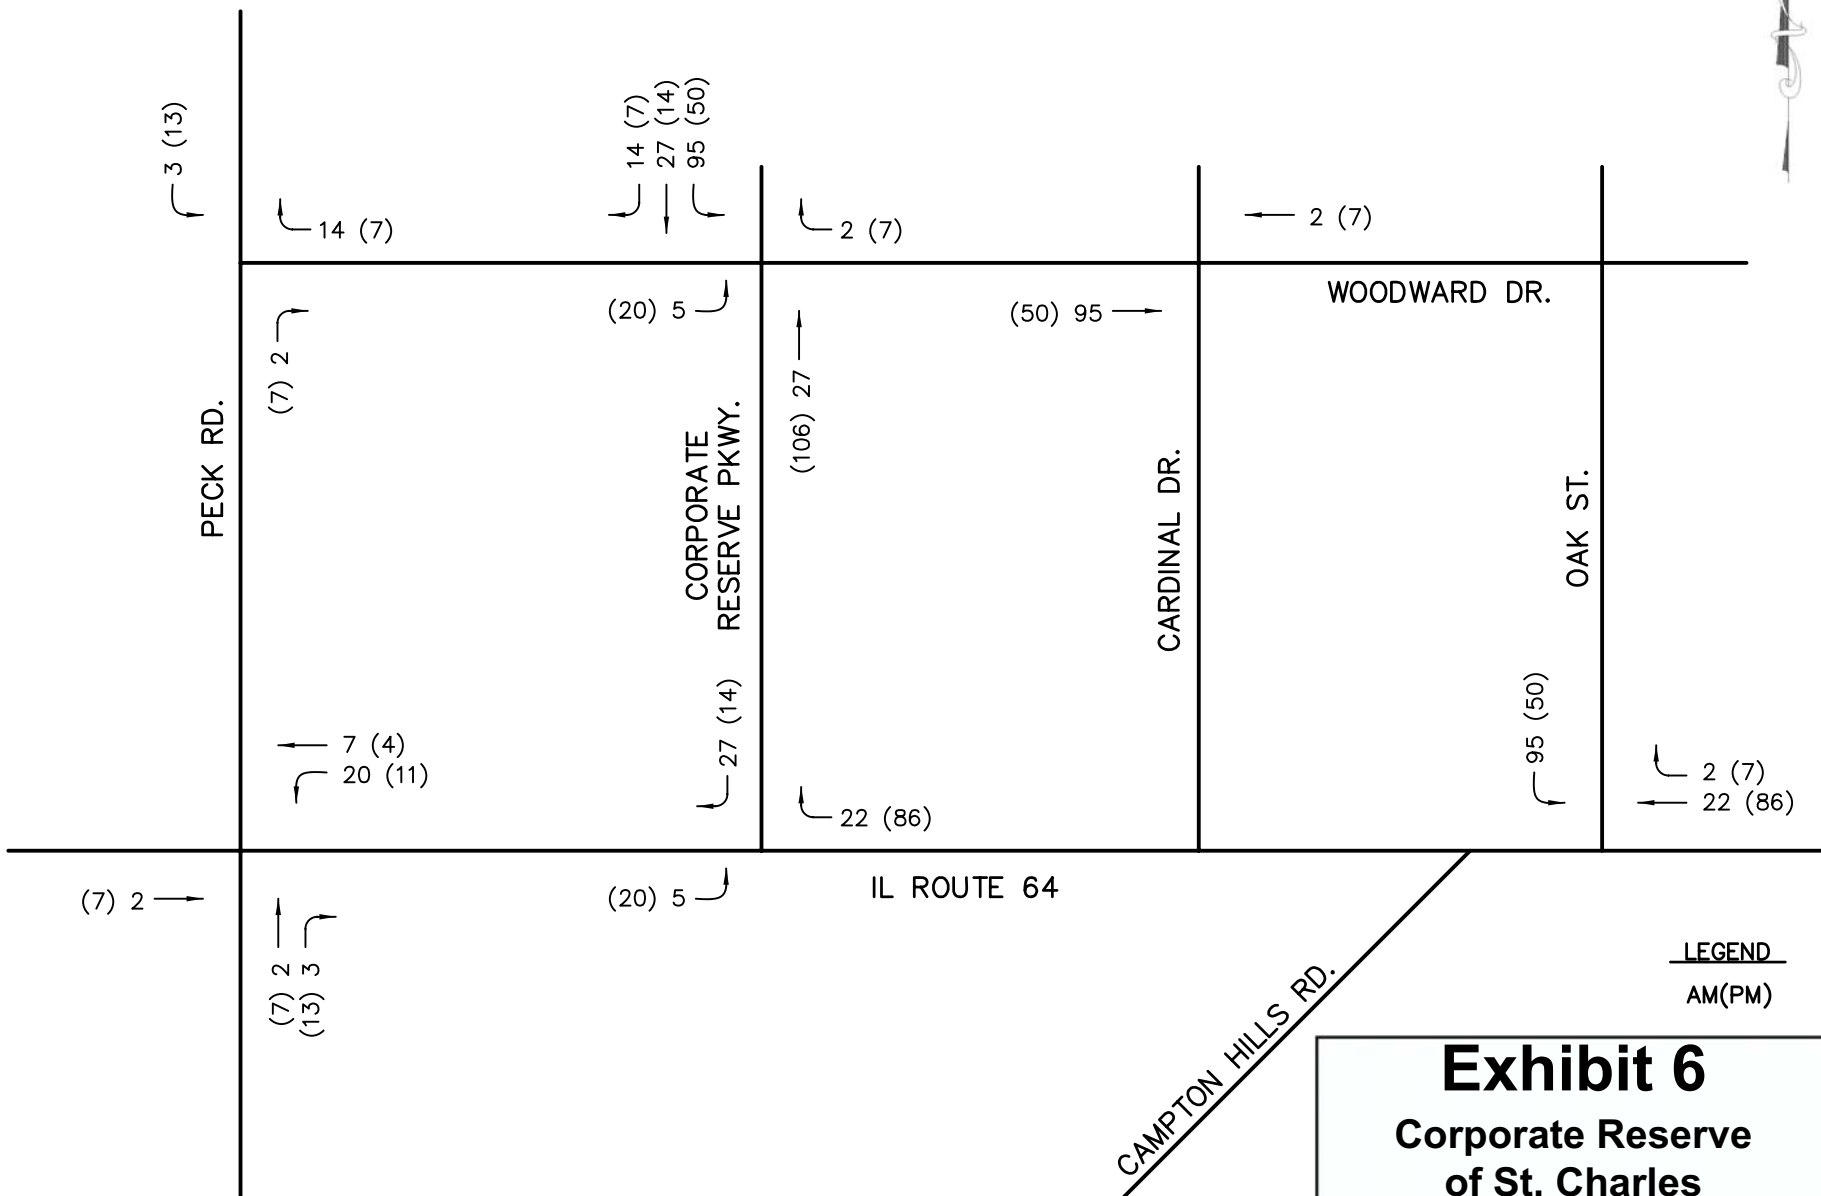 3 (13)
14 (7)
27 (14)
95 (50)
14 (7)
2 (7)
2 (7)
WOODWARD DR.
(20) 5
(50) 95
(7) 2
(106) 27
PECK RD.
CORPORATE
RESERVE PKWY.
CARDINAL DR.
OAK ST.
7 (4)
20 (11)
27 (14)
22 (86)
95 (50)
2 (7)
22 (86)
(7) 2
(7) 2
(13) 3
(20) 5
IL ROUTE 64
CAMPTON HILLS RD.
LEGEND
AM(PM)
Exhibit 6
Corporate Reserve
of St. Charles